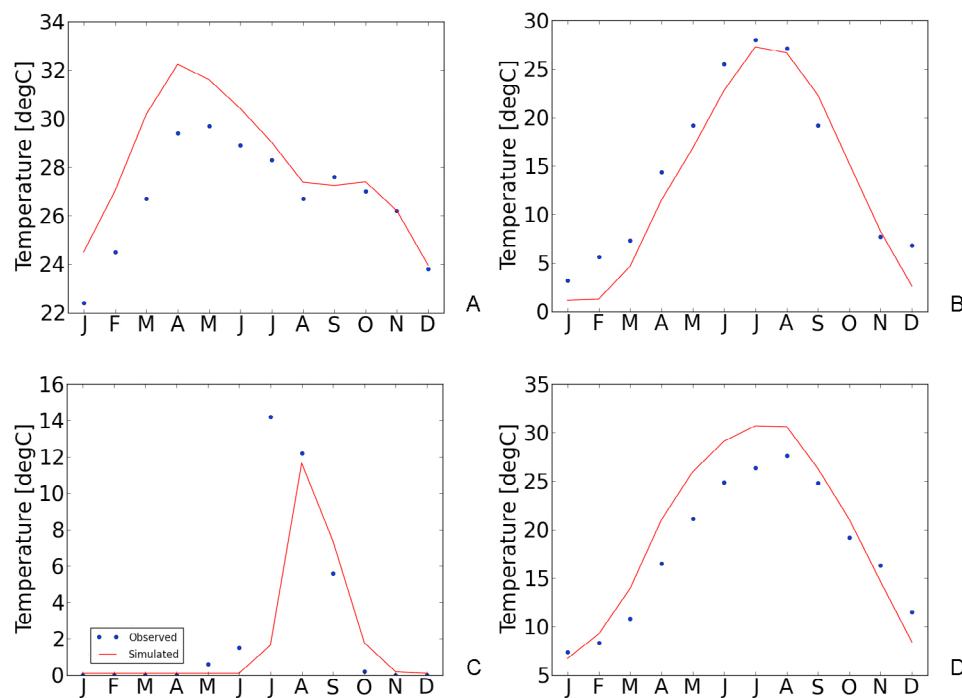 34
32
30
28
26
24
22
Temperature [degC]
J F M A M J J A S O N D
A
30
25
20
15
10
5
0
Temperature [degC]
J F M A M J J A S O N D
B
16
14
12
10
8
6
4
2
0
Temperature [degC]
Observed
Simulated
J F M A M J J A S O N D
C
35
30
25
20
15
10
5
Temperature [degC]
J F M A M J J A S O N D
D